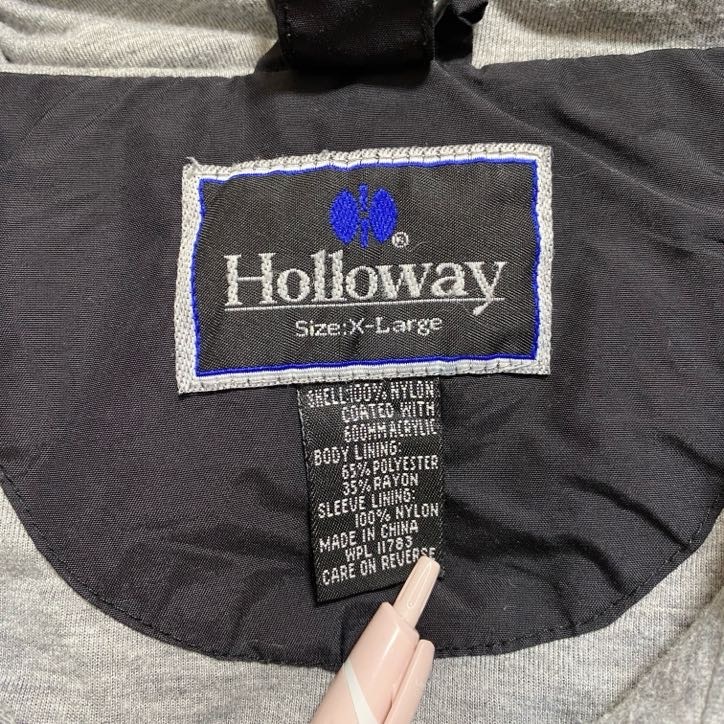 ®
Holloway
Size:X-Large
SHELL:100% NYLON
COATED WITH
600MM ACRYLIC
BODY LINING:
65% POLYESTER
35% RAYON
SLEEVE LINING:
100% NYLON
MADE IN CHINA
WPL 11783
CARE ON REVERSE